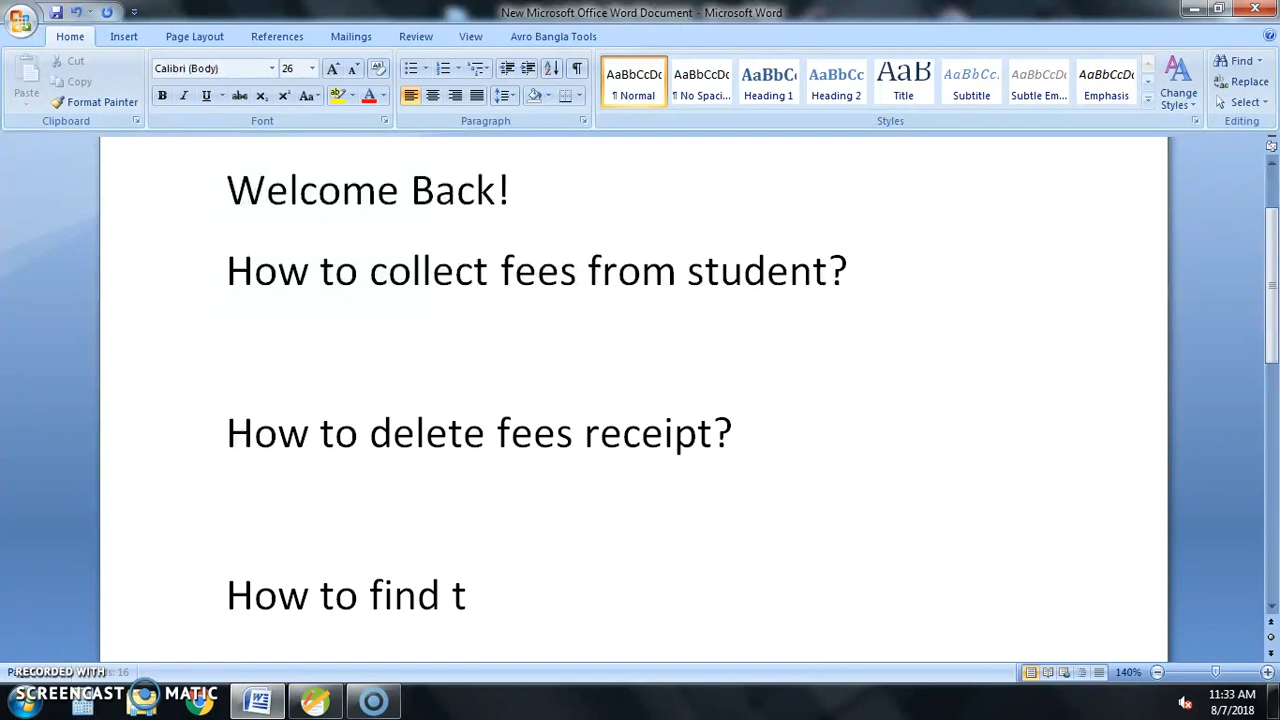 New Microsoft Office Word Document - Microsoft Word
Home Insert Page Layout References Mailings Review View Avro Bangla Tools
Paste
Cut
Copy
Format Painter
Clipboard
Calibri (Body) 26
Font
Paragraph
AaBbCcDc AaBbCcDc AaBbC AaBbCc AaB AaBbCc. AaBbCcDc AaBbCcDc
¶ Normal ¶ No Spaci... Heading 1 Heading 2 Title Subtitle Subtle Em... Emphasis
Change Styles
Styles
Find
Replace
Select
Editing
Welcome Back!
How to collect fees from student?
How to delete fees receipt?
How to find t
: 16
140%
RECORDED WITH
SCREENCAST MATIC
11:33 AM
8/7/2018